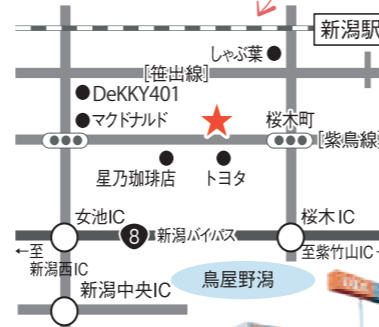 新潟駅
しゃぶ葉
[笹出線]
DeKKY401
マクドナルド
桜木町
[紫鳥線
星乃珈琲店
トヨタ
女池IC
桜木IC
8
新潟バイパス
←至
新潟西IC
至紫竹山IC
鳥屋野潟
新潟中央IC